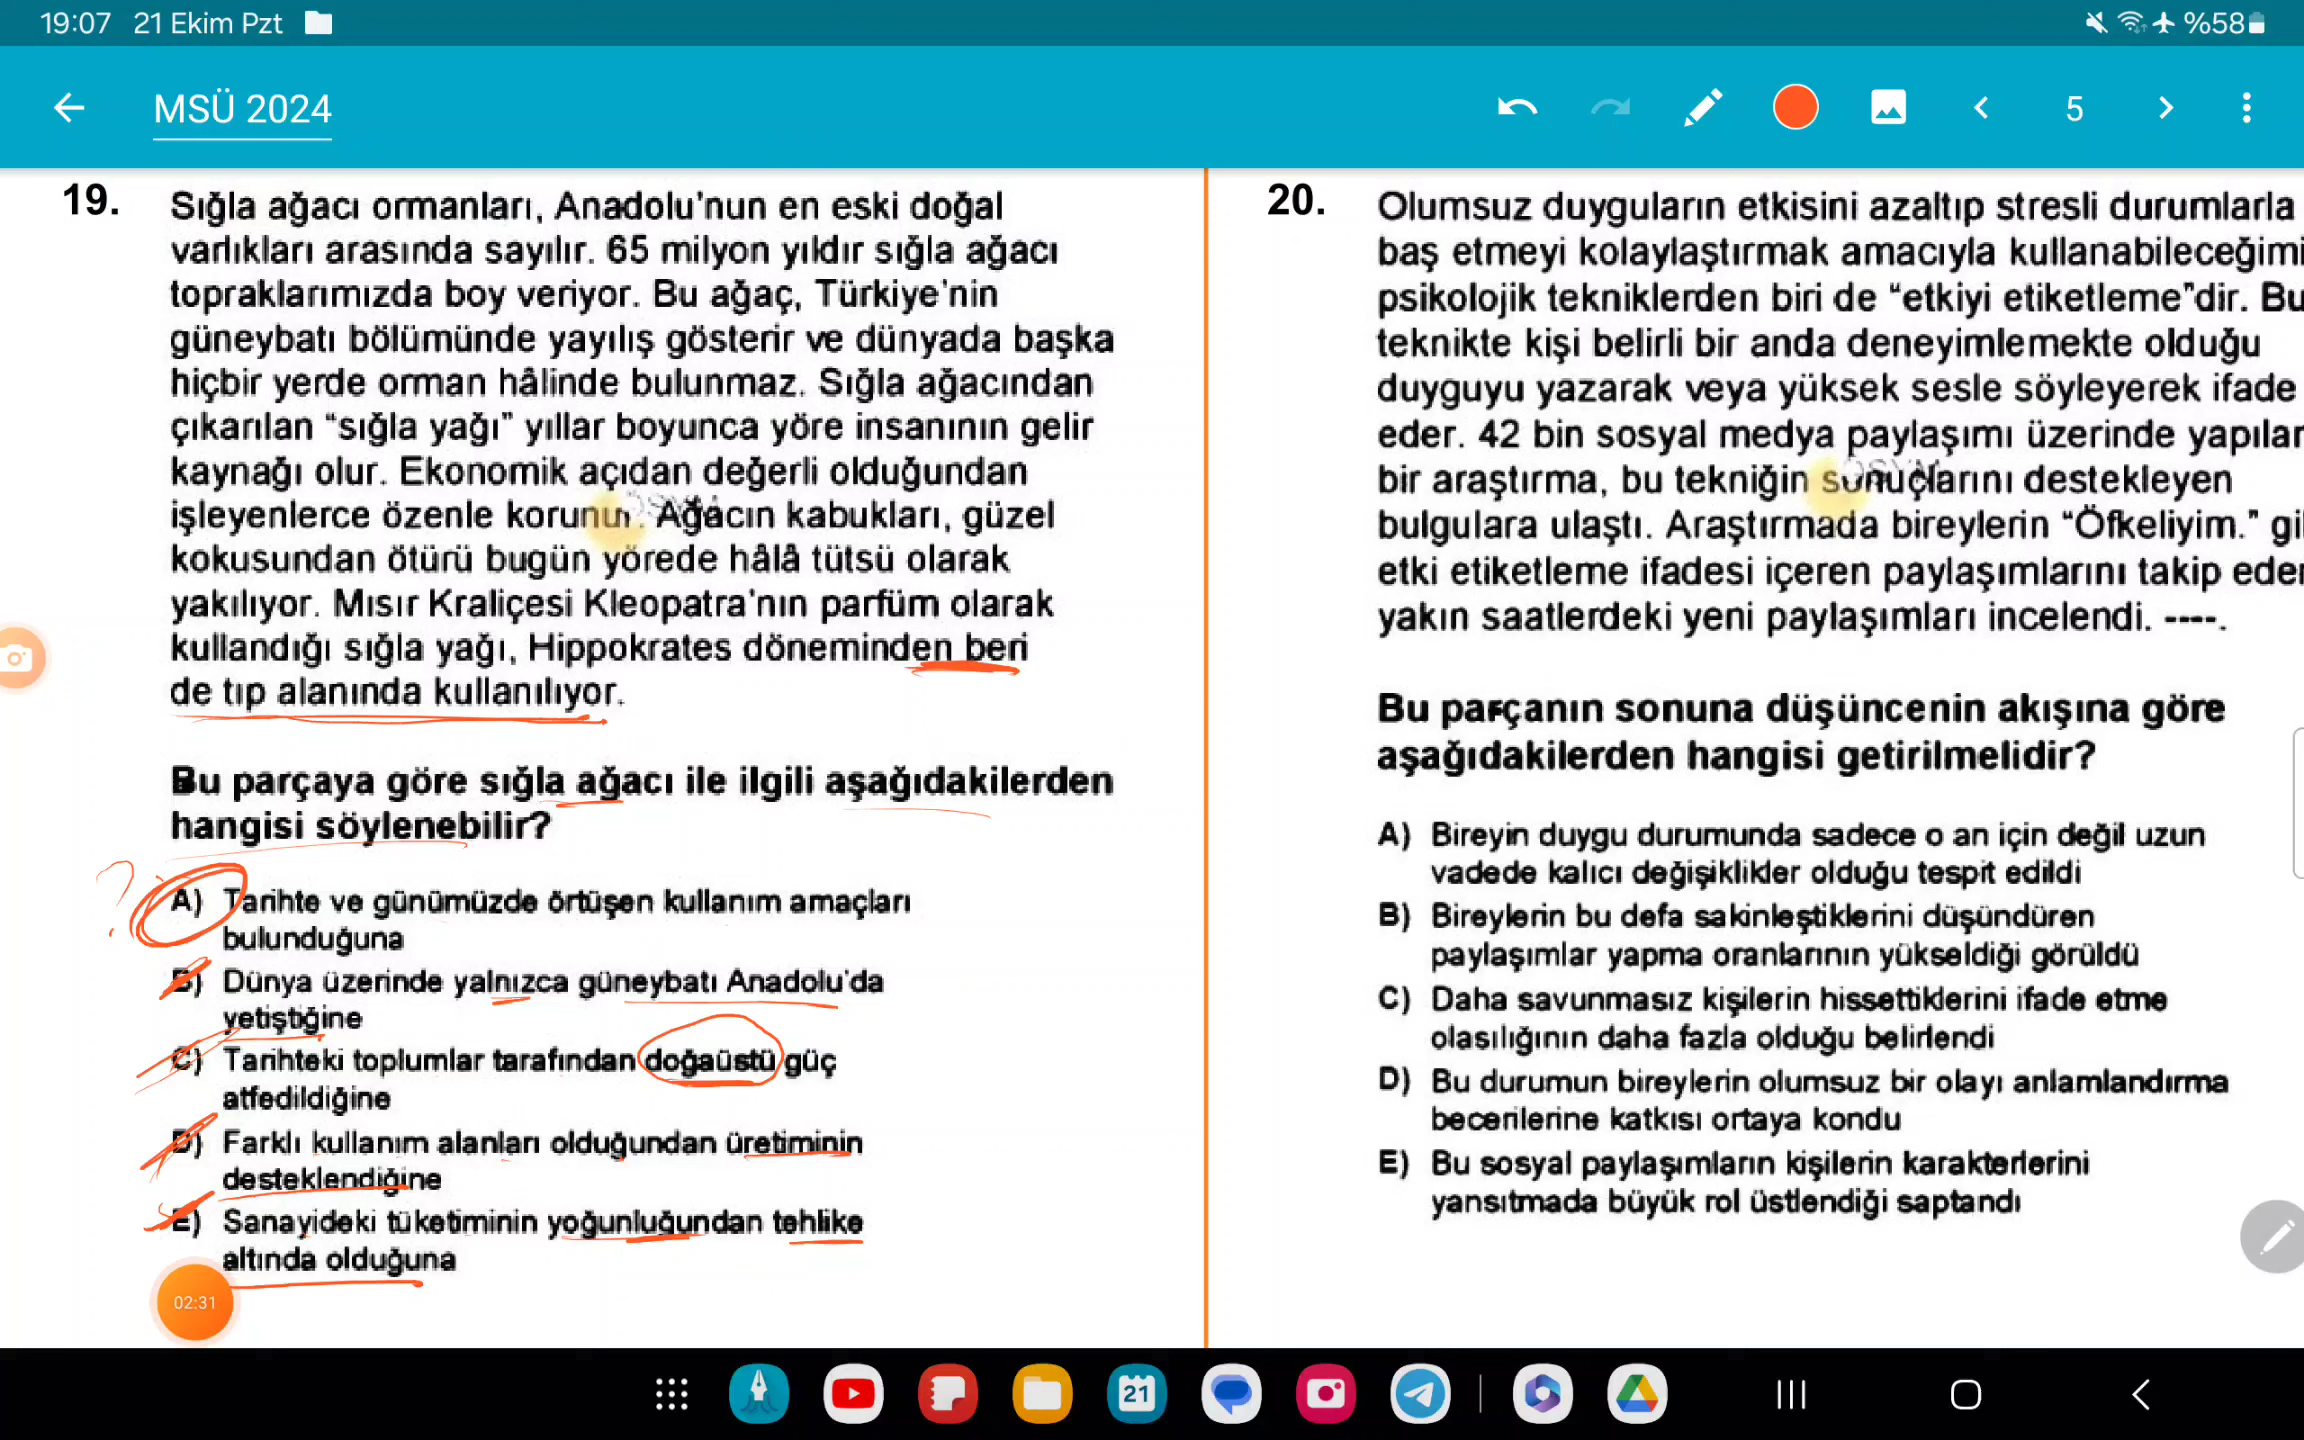 19:07 21 Ekim Pzt
%58
MSÜ 2024
5
19.
Sığla ağacı ormanları, Anadolu'nun en eski doğal
varlıkları arasında sayılır. 65 milyon yıldır sığla ağacı
topraklarımızda boy veriyor. Bu ağaç, Türkiye'nin
güneybatı bölümünde yayılış gösterir ve dünyada başka
hiçbir yerde orman hâlinde bulunmaz. Sığla ağacından
çıkarılan “sığla yağı” yıllar boyunca yöre insanının gelir
kaynağı olur. Ekonomik açıdan değerli olduğundan
işleyenlerce özenle korunur. Ağacın kabukları, güzel
kokusundan ötürü bugün yörede hâlâ tütsü olarak
yakılıyor. Mısır Kraliçesi Kleopatra'nın parfüm olarak
kullandığı sığla yağı, Hippokrates döneminden beri
de tıp alanında kullanılıyor.
Bu parçaya göre sığla ağacı ile ilgili aşağıdakilerden
hangisi söylenebilir?
?
A) Tarihte ve günümüzde örtüşen kullanım amaçları
bulunduğuna
B) Dünya üzerinde yalnızca güneybatı Anadolu'da
yetiştiğine
C) Tarihteki toplumlar tarafından doğaüstü güç
atfedildiğine
D) Farklı kullanım alanları olduğundan üretiminin
desteklendiğine
E) Sanayideki tüketiminin yoğunluğundan tehlike
altında olduğuna
02:31
20.
Olumsuz duyguların etkisini azaltıp stresli durumlarla
baş etmeyi kolaylaştırmak amacıyla kullanabileceğimi
psikolojik tekniklerden biri de “etkiyi etiketleme”dir. Bu
teknikte kişi belirli bir anda deneyimlemekte olduğu
duyguyu yazarak veya yüksek sesle söyleyerek ifade
eder. 42 bin sosyal medya paylaşımı üzerinde yapılan
bir araştırma, bu tekniğin sonuçlarını destekleyen
bulgulara ulaştı. Araştırmada bireylerin “Öfkeliyim.” gi
etki etiketleme ifadesi içeren paylaşımlarını takip eden
yakın saatlerdeki yeni paylaşımları incelendi. ----.
Bu parçanın sonuna düşüncenin akışına göre
aşağıdakilerden hangisi getirilmelidir?
A) Bireyin duygu durumunda sadece o an için değil uzun
vadede kalıcı değişiklikler olduğu tespit edildi
B) Bireylerin bu defa sakinleştiklerini düşündüren
paylaşımlar yapma oranlarının yükseldiği görüldü
C) Daha savunmasız kişilerin hissettiklerini ifade etme
olasılığının daha fazla olduğu belirlendi
D) Bu durumun bireylerin olumsuz bir olayı anlamlandırma
becerilerine katkısı ortaya kondu
E) Bu sosyal paylaşımların kişilerin karakterlerini
yansıtmada büyük rol üstlendiği saptandı
21